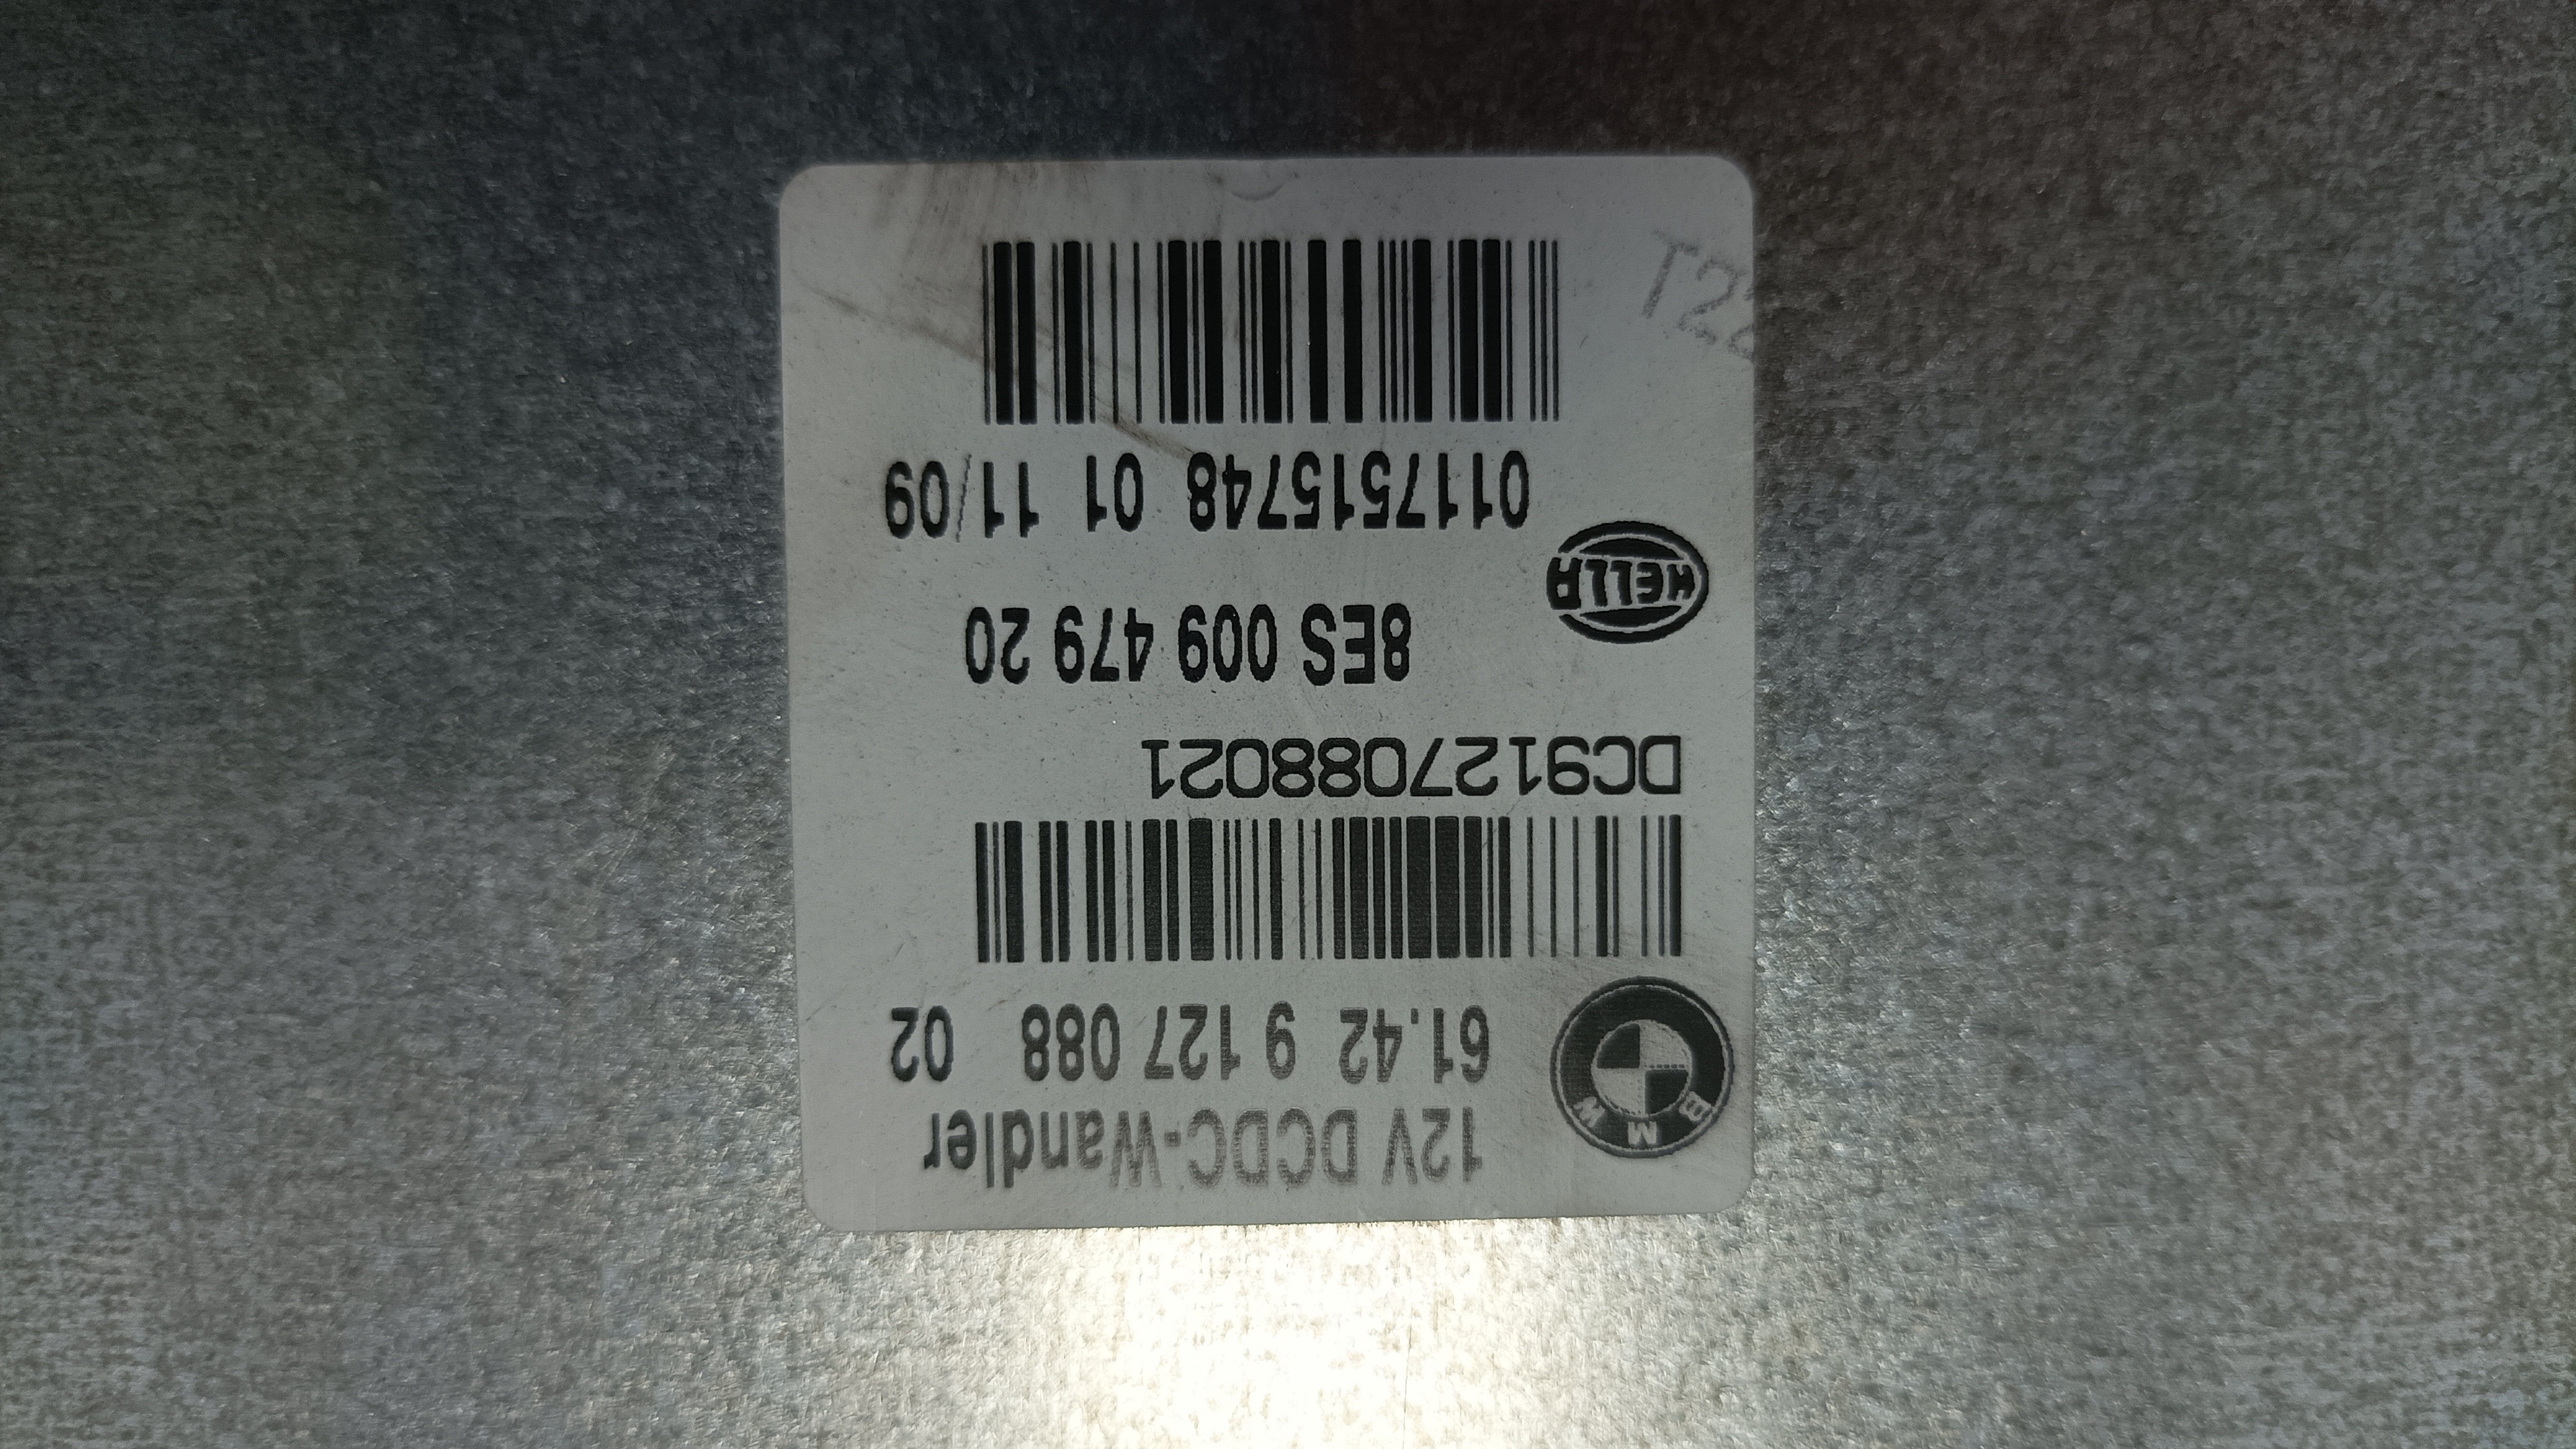 12V DCDC-Wandler
BMW
61.42 9 127 088 02
DC9127088021
8ES 009 479 20
HELLA
0117515748 01 11/09